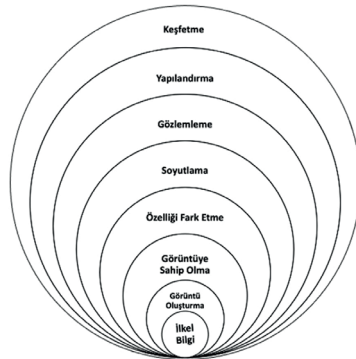 Keşfetme
Yapılandırma
Gözlemleme
Soyutlama
Özelliği Fark Etme
Görüntüye
Sahip Olma
Görüntü
Oluşturma
İlkel
Bilgi